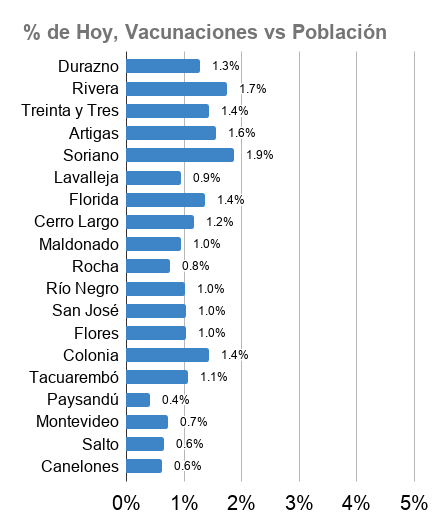 % de Hoy, Vacunaciones vs Población
Durazno 1.3%
Rivera 1.7%
Treinta y Tres 1.4%
Artigas 1.6%
Soriano 1.9%
Lavalleja 0.9%
Florida 1.4%
Cerro Largo 1.2%
Maldonado 1.0%
Rocha 0.8%
Río Negro 1.0%
San José 1.0%
Flores 1.0%
Colonia 1.4%
Tacuarembó 1.1%
Paysandú 0.4%
Montevideo 0.7%
Salto 0.6%
Canelones 0.6%
0% 1% 2% 3% 4% 5%